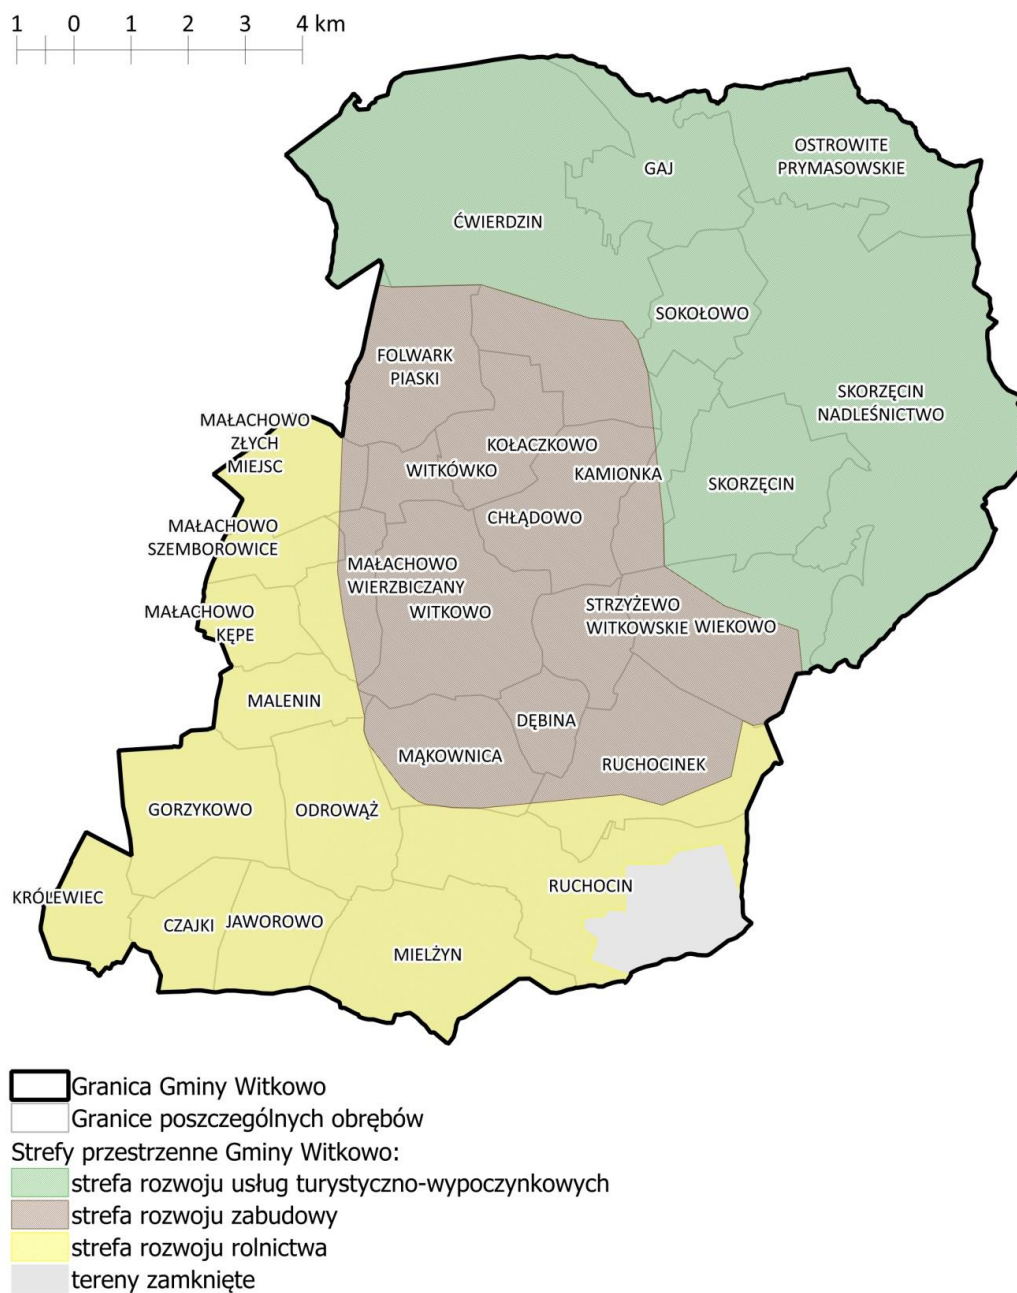 1 0 1 2 3 4 km
OSTROWITE
PRYMASOWSKIE
GAJ
ĆWIERDZIN
SOKOŁOWO
FOLWARK
PIASKI
SKORZĘCIN
NADLEŚNICTWO
MAŁACHOWO
ZŁYCH
MIEJSC
KOŁACZKOWO
WITKÓWKO
KAMIONKA
SKORZĘCIN
CHŁĄDOWO
MAŁACHOWO
SZEMBOROWICE
MAŁACHOWO
WIERZBICZANY
MAŁACHOWO
KĘPE
WITKOWO
STRZYŻEWO
WITKOWSKIE
WIEKOWO
MALENIN
DĘBINA
MĄKOWNICA
RUCHOCINEK
GORZYKOWO
ODROWĄŻ
KRÓLEWIEC
RUCHOCIN
CZAJKI
JAWOROWO
MIELŻYN
Granica Gminy Witkowo
Granice poszczególnych obrębów
Strefy przestrzenne Gminy Witkowo:
strefa rozwoju usług turystyczno-wypoczynkowych
strefa rozwoju zabudowy
strefa rozwoju rolnictwa
tereny zamknięte